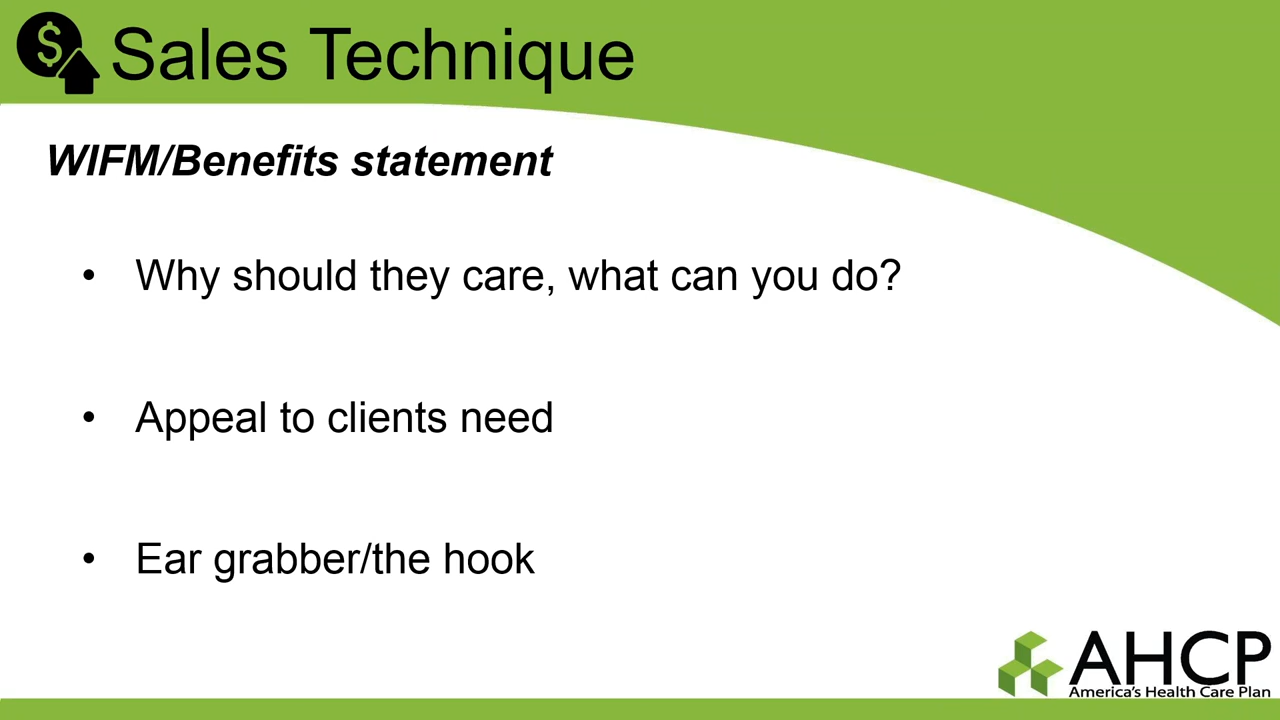 $
Sales Technique
WIFM/Benefits statement
• Why should they care, what can you do?
• Appeal to clients need
• Ear grabber/the hook
AHCP
America's Health Care Plan